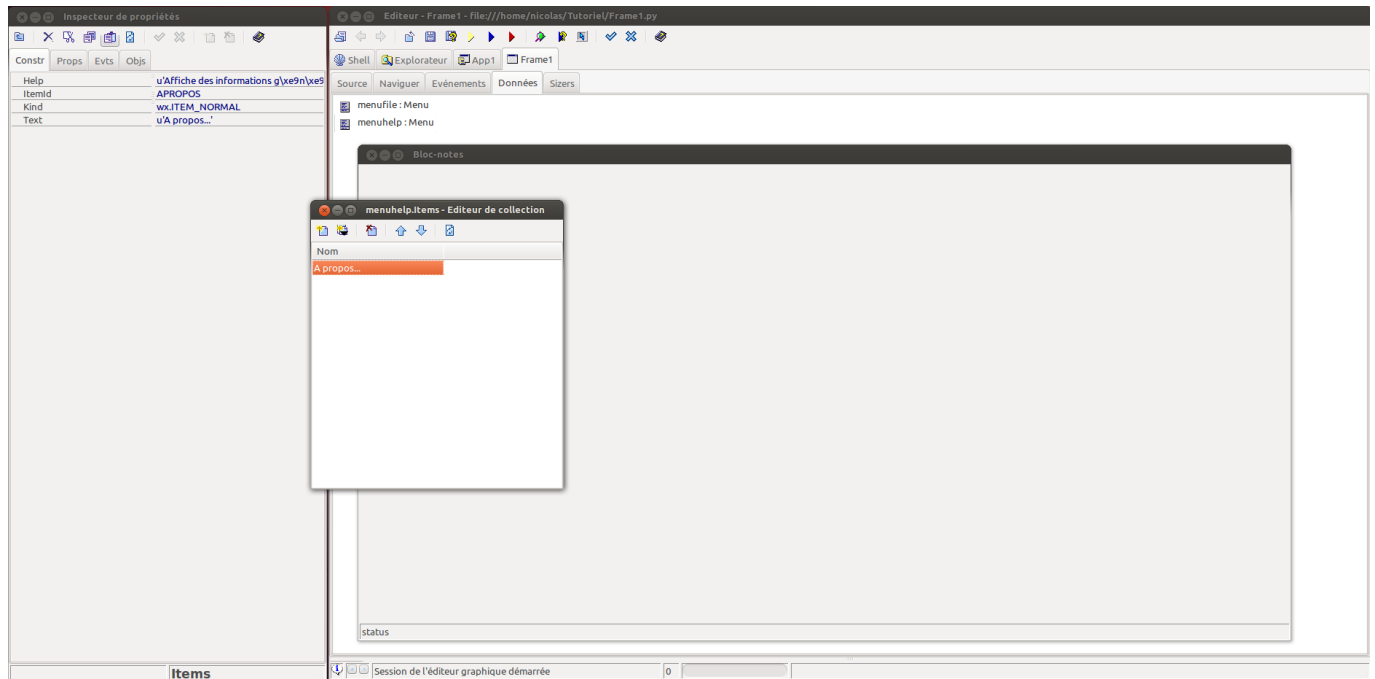 Inspecteur de propriétés
Constr Props Evts Objs
Help u'Affiche des informations g\xe9n\xe9
ItemId APROPOS
Kind wx.ITEM_NORMAL
Text u'A propos...'
Items
Editeur - Frame1 - file:///home/nicolas/Tutoriel/Frame1.py
Shell Explorateur App1 Frame1
Source Naviguer Evénements Données Sizers
menufile : Menu
menuhelp : Menu
Bloc-notes
menuhelp.Items - Editeur de collection
Nom
A propos...
status
Session de l'éditeur graphique démarrée 0